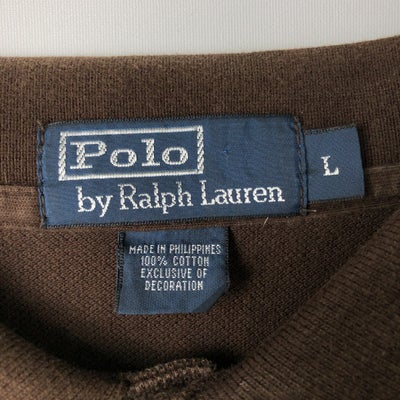 Polo
by Ralph Lauren
L
MADE IN PHILIPPINES
100% COTTON
EXCLUSIVE OF
DECORATION